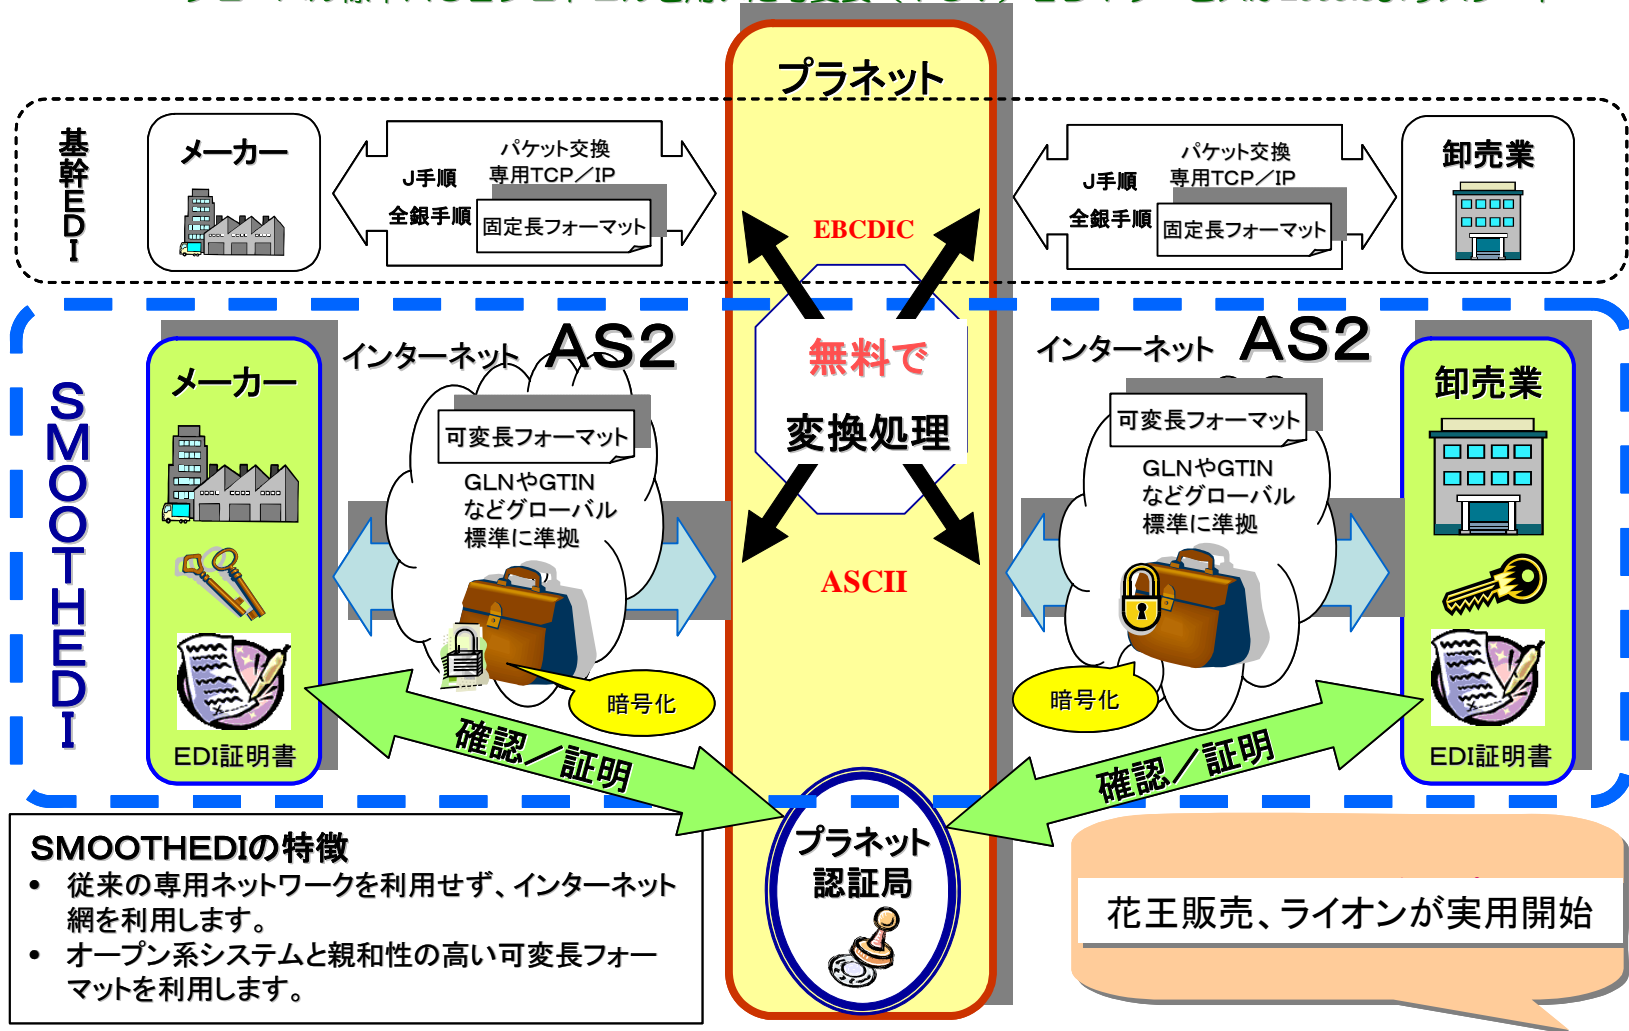 プラネット
基幹EDI
メーカー
パケット交換
専用TCP/IP
J手順
全銀手順
固定長フォーマット
EBCDIC
パケット交換
専用TCP/IP
J手順
全銀手順
固定長フォーマット
卸売業
SMOOTHEDI
メーカー
インターネット AS2
可変長フォーマット
GLNやGTIN
などグローバル
標準に準拠
暗号化
EDI証明書
無料で
変換処理
ASCII
インターネット AS2
可変長フォーマット
GLNやGTIN
などグローバル
標準に準拠
暗号化
卸売業
EDI証明書
確認/証明
確認/証明
プラネット
認証局
SMOOTHEDIの特徴
• 従来の専用ネットワークを利用せず、インターネット
網を利用します。
• オープン系システムと親和性の高い可変長フォー
マットを利用します。
花王販売、ライオンが実用開始